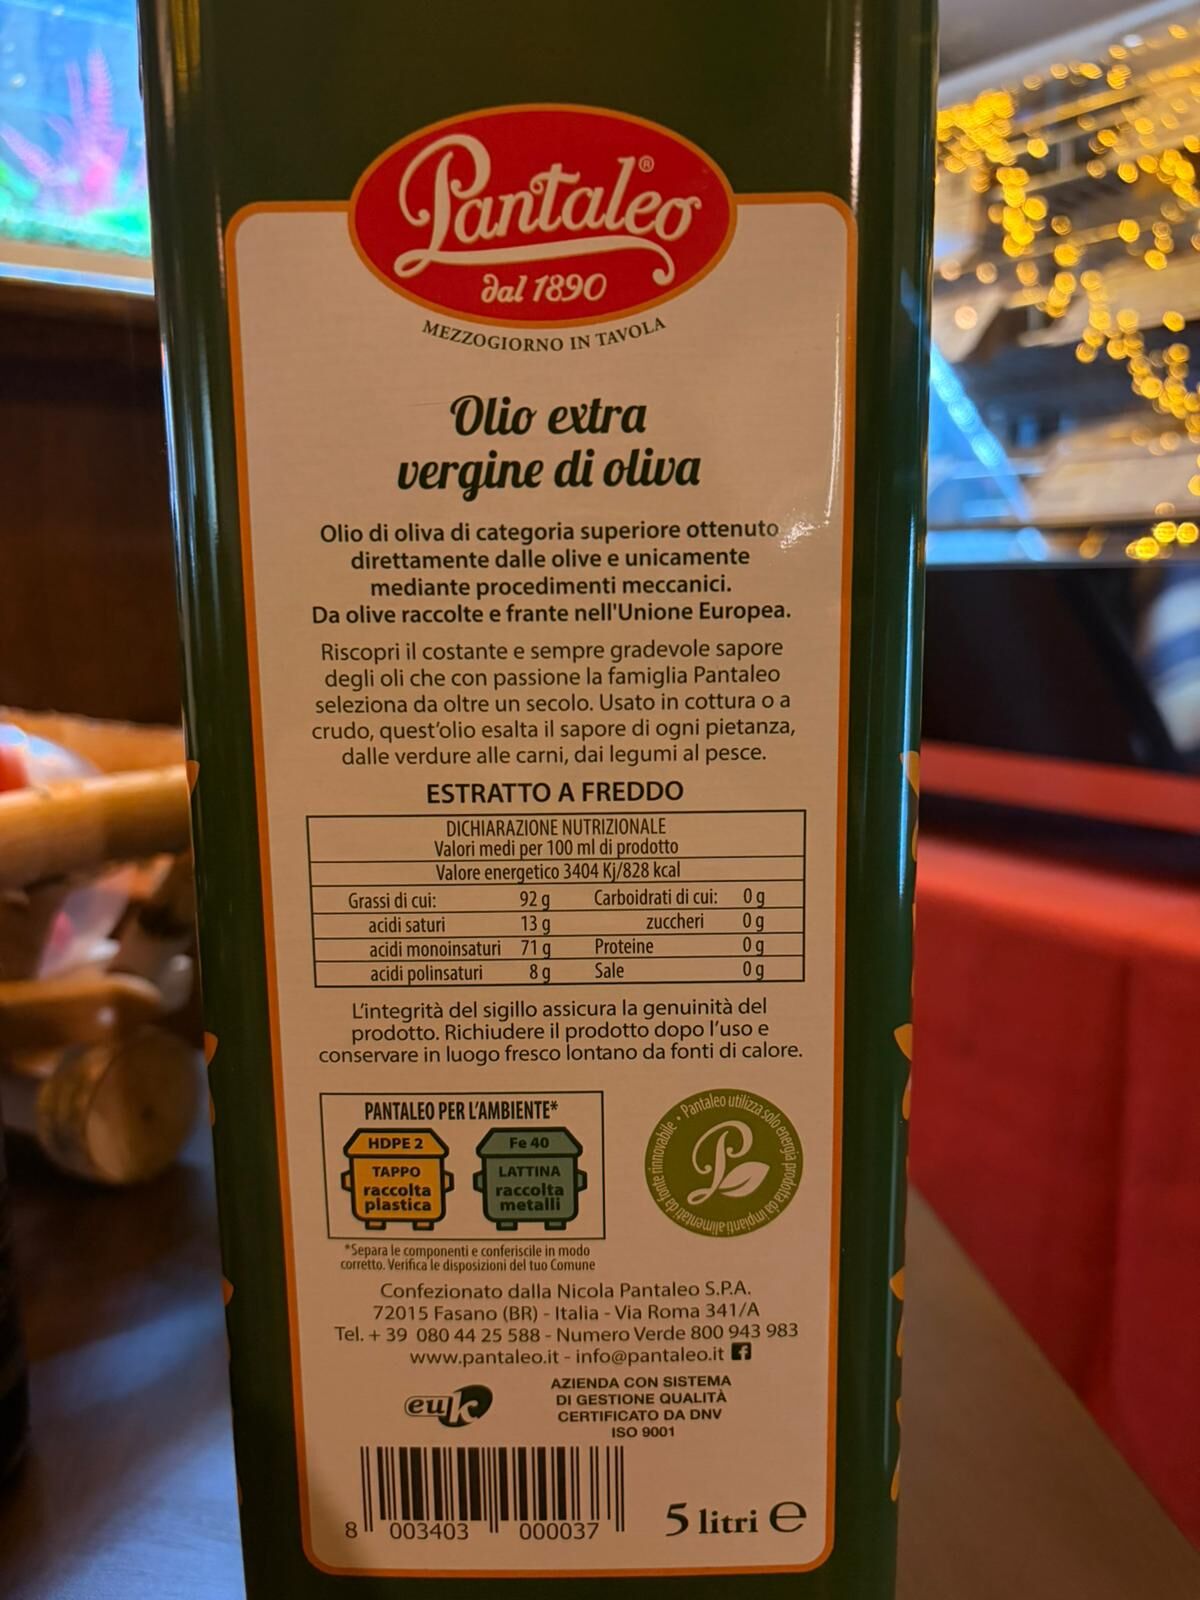 Pantaleo®
dal 1890
MEZZOGIORNO IN TAVOLA
Olio extra
vergine di oliva
Olio di oliva di categoria superiore ottenuto
direttamente dalle olive e unicamente
mediante procedimenti meccanici.
Da olive raccolte e frante nell'Unione Europea.
Riscopri il costante e sempre gradevole sapore
degli oli che con passione la famiglia Pantaleo
seleziona da oltre un secolo. Usato in cottura o a
crudo, quest'olio esalta il sapore di ogni pietanza,
dalle verdure alle carni, dai legumi al pesce.
ESTRATTO A FREDDO
DICHIARAZIONE NUTRIZIONALE
Valori medi per 100 ml di prodotto
Valore energetico 3404 Kj/828 kcal
Grassi di cui: 92 g Carboidrati di cui: 0 g
acidi saturi 13 g zuccheri 0 g
acidi monoinsaturi 71 g Proteine 0 g
acidi polinsaturi 8 g Sale 0 g
L'integrità del sigillo assicura la genuinità del
prodotto. Richiudere il prodotto dopo l'uso e
conservare in luogo fresco lontano da fonti di calore.
PANTALEO PER L'AMBIENTE*
HDPE 2 Fe 40
TAPPO LATTINA
raccolta raccolta
plastica metalli
Pantaleo utilizza solo energia prodotta da impianti alimentati da fonte rinnovabile •
P
*Separa le componenti e conferiscile in modo
corretto. Verifica le disposizioni del tuo Comune
Confezionato dalla Nicola Pantaleo S.P.A.
72015 Fasano (BR) - Italia - Via Roma 341/A
Tel. + 39 080 44 25 588 - Numero Verde 800 943 983
www.pantaleo.it - info@pantaleo.it f
euk
AZIENDA CON SISTEMA
DI GESTIONE QUALITÀ
CERTIFICATO DA DNV
ISO 9001
8 003403 000037
5 litri e